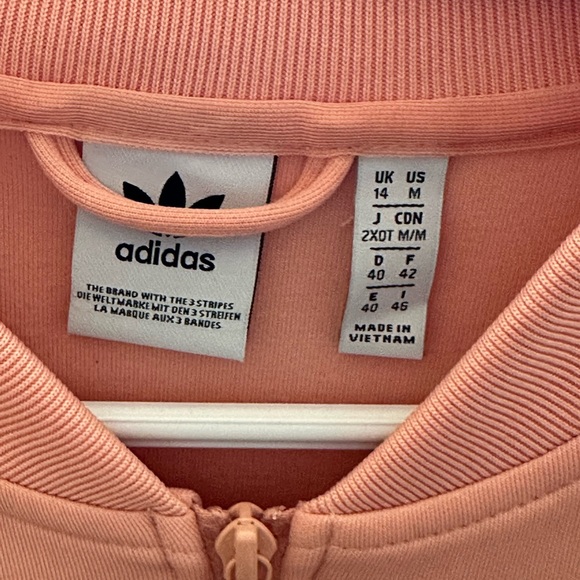 adidas
THE BRAND WITH THE 3 STRIPES
DIE WELTMARKE MIT DEN 3 STREIFEN
LA MARQUE AUX 3 BANDES
UK US
14 M
J CDN
2XOT M/M
D F
40 42
E I
40 46
MADE IN
VIETNAM